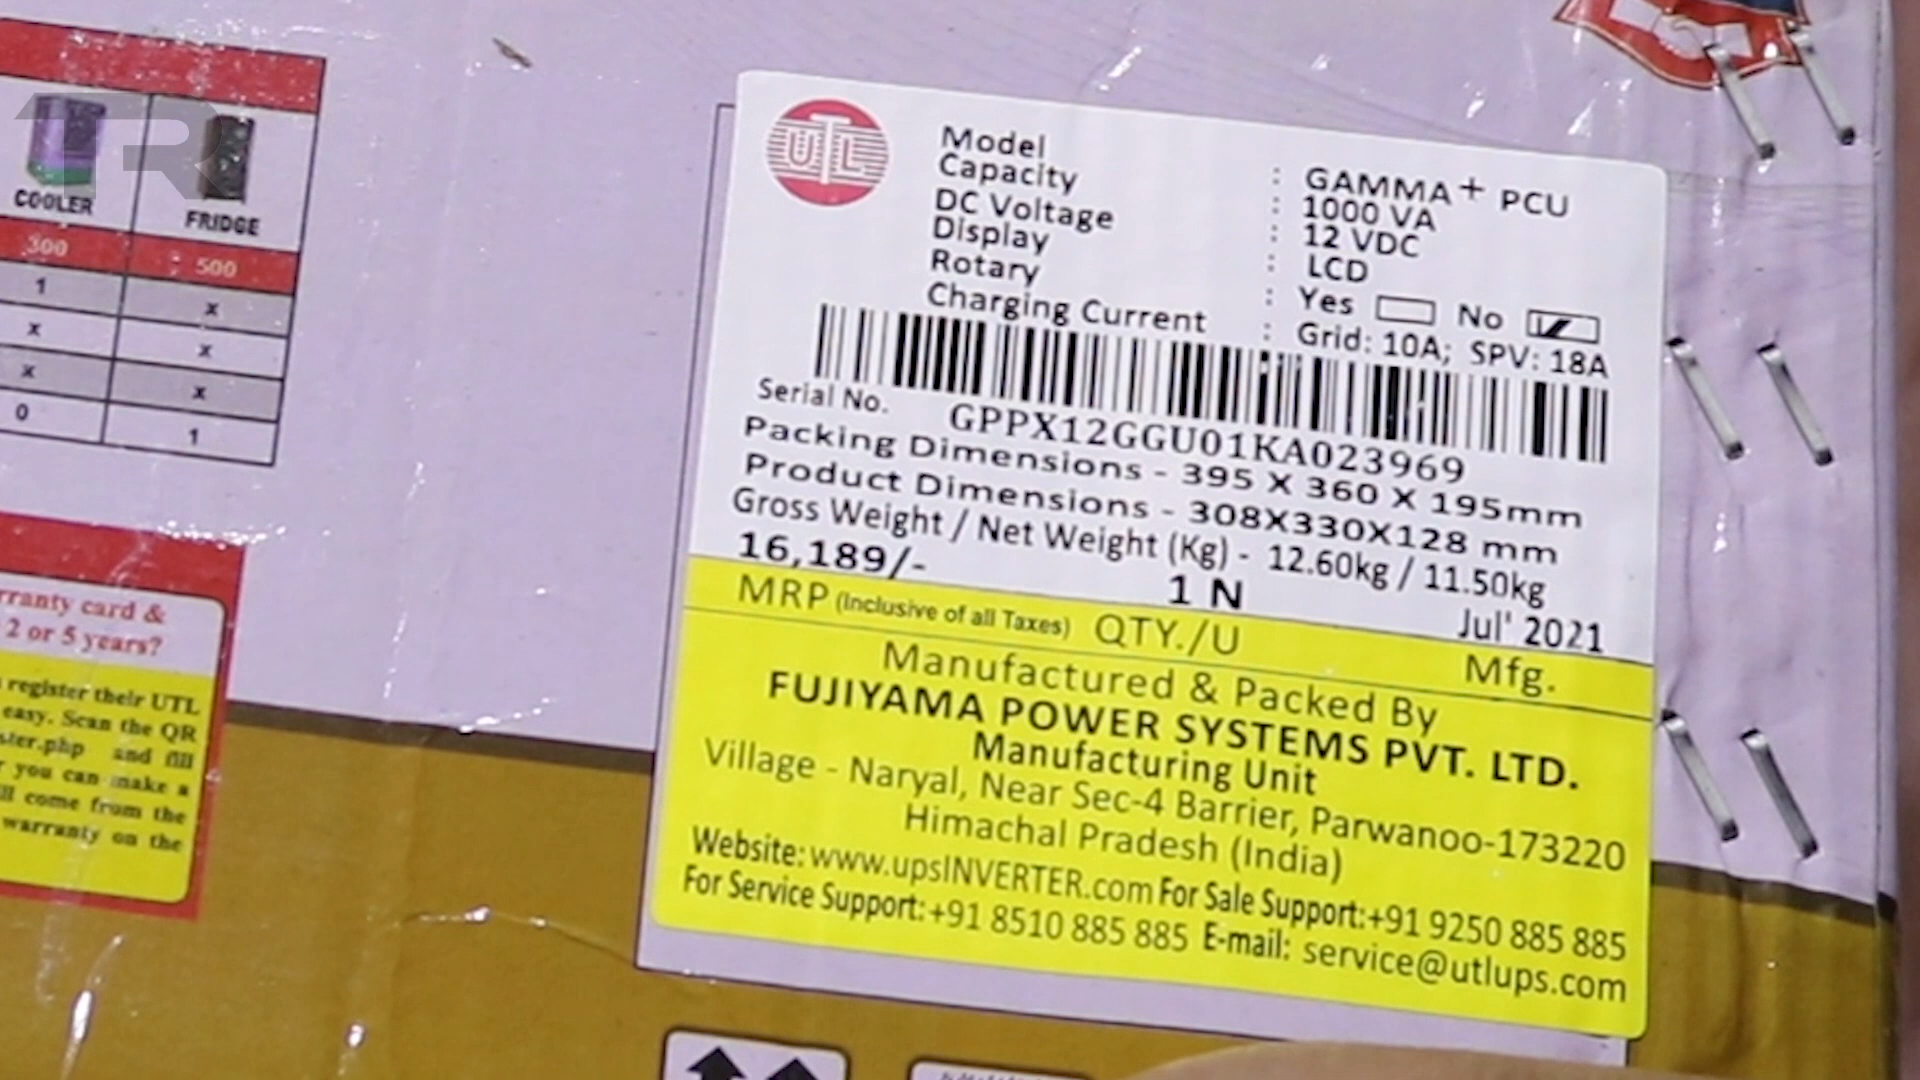 TR
COOLER FRIDGE
300 500
1 x
x x
x x
0 1
rranty card &
2 or 5 years?
register their UTL
easy. Scan the QR
ster.php and fill
you can make a
ll come from the
warranty on the
UTL
Model : GAMMA+ PCU
Capacity : 1000 VA
DC Voltage : 12 VDC
Display : LCD
Rotary : Yes No
Charging Current : Grid: 10A; SPV: 18A
Serial No. GPPX12GGU01KA023969
Packing Dimensions - 395 X 360 X 195mm
Product Dimensions - 308X330X128 mm
Gross Weight / Net Weight (Kg) - 12.60kg / 11.50kg
16,189/- 1 N Jul' 2021
MRP (Inclusive of all Taxes) QTY./U Mfg.
Manufactured & Packed By
FUJIYAMA POWER SYSTEMS PVT. LTD.
Manufacturing Unit
Village - Naryal, Near Sec-4 Barrier, Parwanoo-173220
Himachal Pradesh (India)
Website: www.upsINVERTER.com For Sale Support:+91 9250 885 885
For Service Support:+91 8510 885 885 E-mail: service@utlups.com